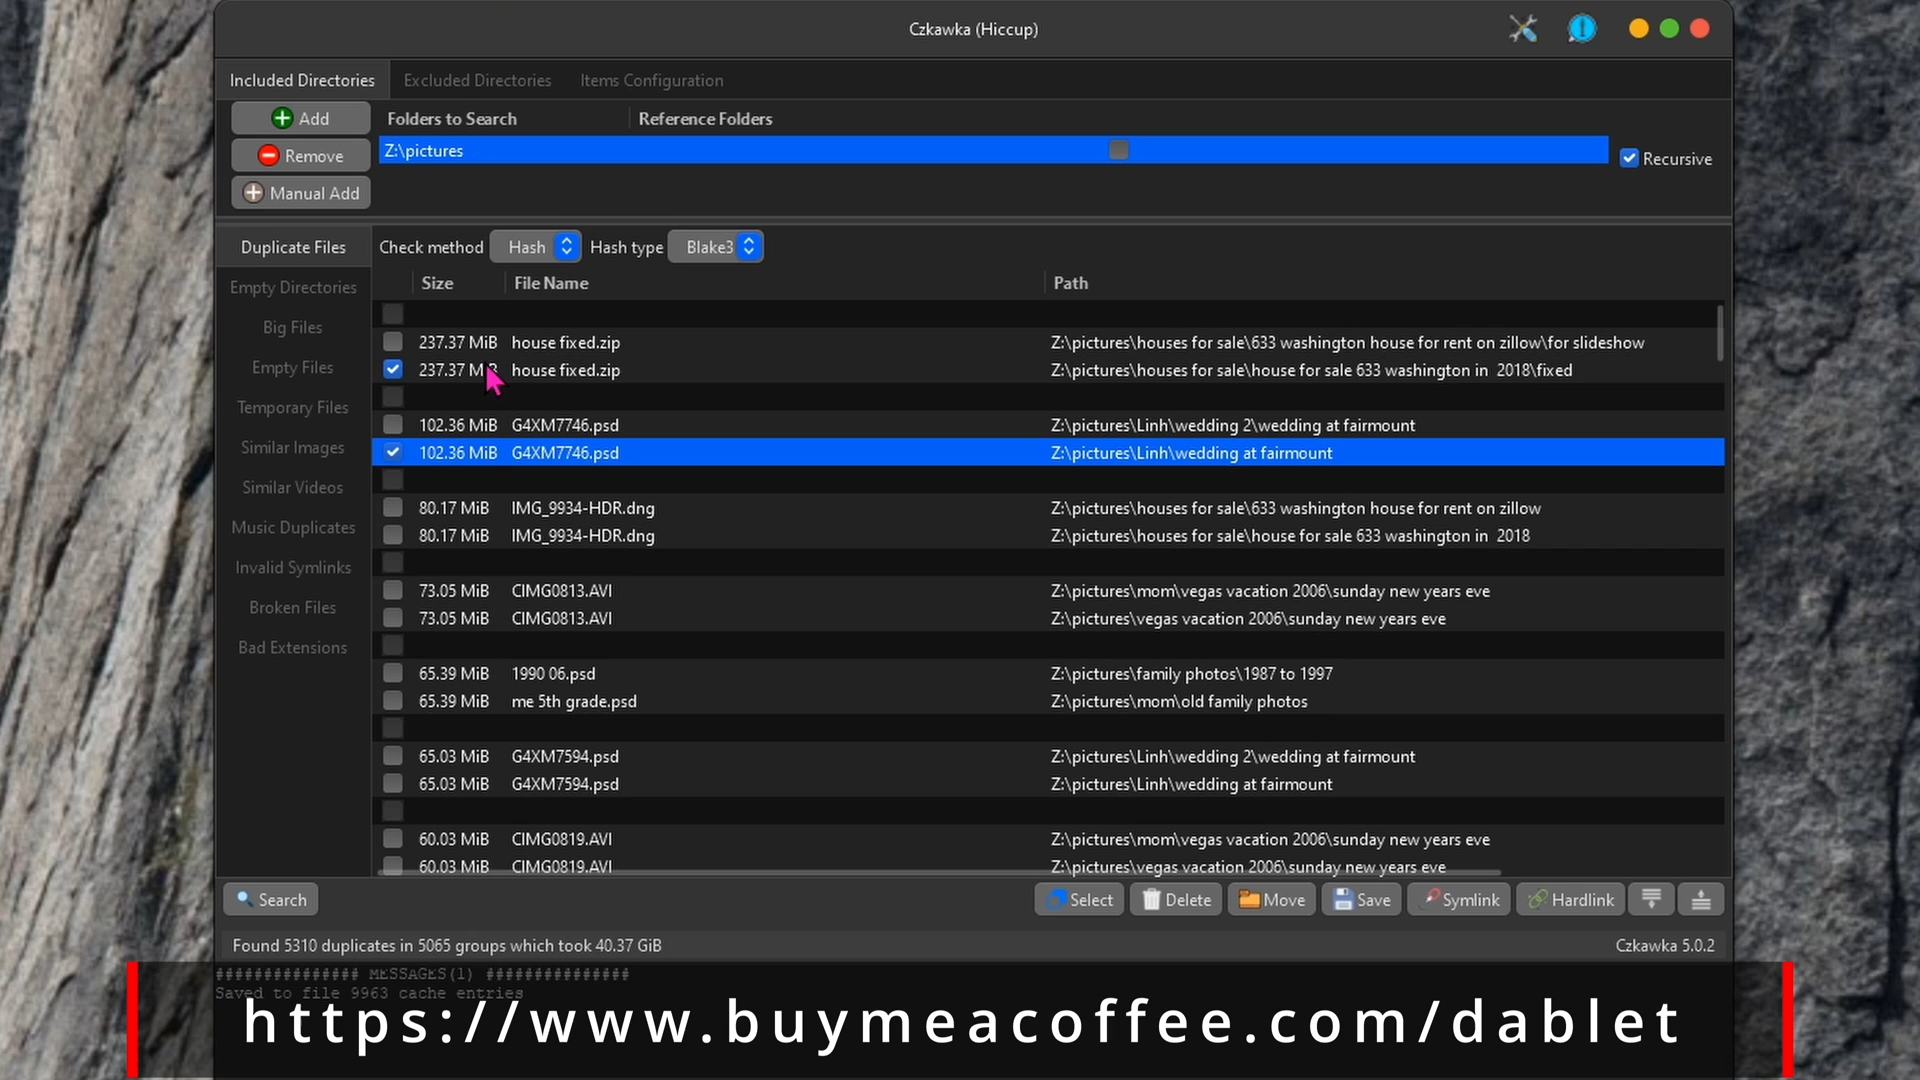 Czkawka (Hiccup)
Included Directories Excluded Directories Items Configuration
Add Folders to Search Reference Folders
Remove Z:\pictures Recursive
Manual Add
Duplicate Files Check method Hash Hash type Blake3
Size File Name Path
Empty Directories
Big Files
237.37 MiB house fixed.zip Z:\pictures\houses for sale\633 washington house for rent on zillow\for slideshow
Empty Files 237.37 MiB house fixed.zip Z:\pictures\houses for sale\house for sale 633 washington in  2018\fixed
Temporary Files
102.36 MiB G4XM7746.psd Z:\pictures\Linh\wedding 2\wedding at fairmount
Similar Images 102.36 MiB G4XM7746.psd Z:\pictures\Linh\wedding at fairmount
Similar Videos
80.17 MiB IMG_9934-HDR.dng Z:\pictures\houses for sale\633 washington house for rent on zillow
Music Duplicates 80.17 MiB IMG_9934-HDR.dng Z:\pictures\houses for sale\house for sale 633 washington in  2018
Invalid Symlinks
73.05 MiB CIMG0813.AVI Z:\pictures\mom\vegas vacation 2006\sunday new years eve
Broken Files 73.05 MiB CIMG0813.AVI Z:\pictures\vegas vacation 2006\sunday new years eve
Bad Extensions
65.39 MiB 1990 06.psd Z:\pictures\family photos\1987 to 1997
65.39 MiB me 5th grade.psd Z:\pictures\mom\old family photos
65.03 MiB G4XM7594.psd Z:\pictures\Linh\wedding 2\wedding at fairmount
65.03 MiB G4XM7594.psd Z:\pictures\Linh\wedding at fairmount
60.03 MiB CIMG0819.AVI Z:\pictures\mom\vegas vacation 2006\sunday new years eve
60.03 MiB CIMG0819.AVI Z:\pictures\vegas vacation 2006\sunday new years eve
Search Select Delete Move Save Symlink Hardlink
Found 5310 duplicates in 5065 groups which took 40.37 GiB Czkawka 5.0.2
############### MESSAGES(1) ###############
Saved to file 9963 cache entries
https://www.buymeacoffee.com/dablet